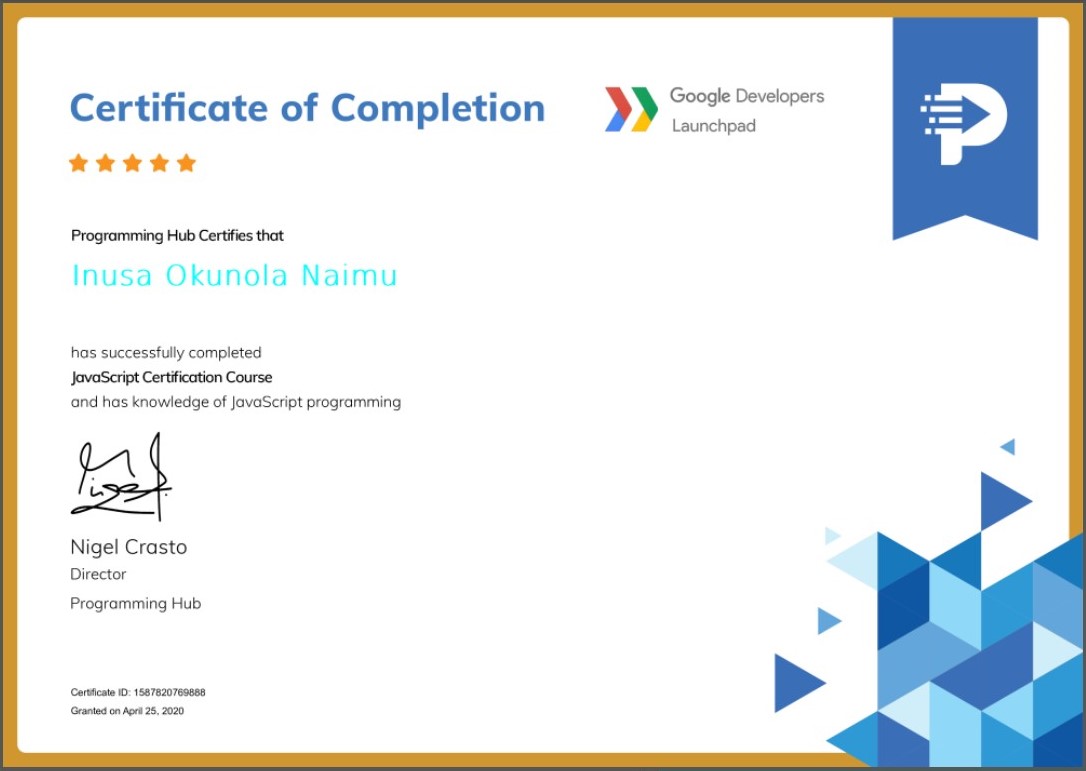 Certificate of Completion
Google Developers
Launchpad
Programming Hub Certifies that
Inusa Okunola Naimu
has successfully completed
JavaScript Certification Course
and has knowledge of JavaScript programming
Nigel Crasto
Director
Programming Hub
Certificate ID: 1587820769888
Granted on April 25, 2020